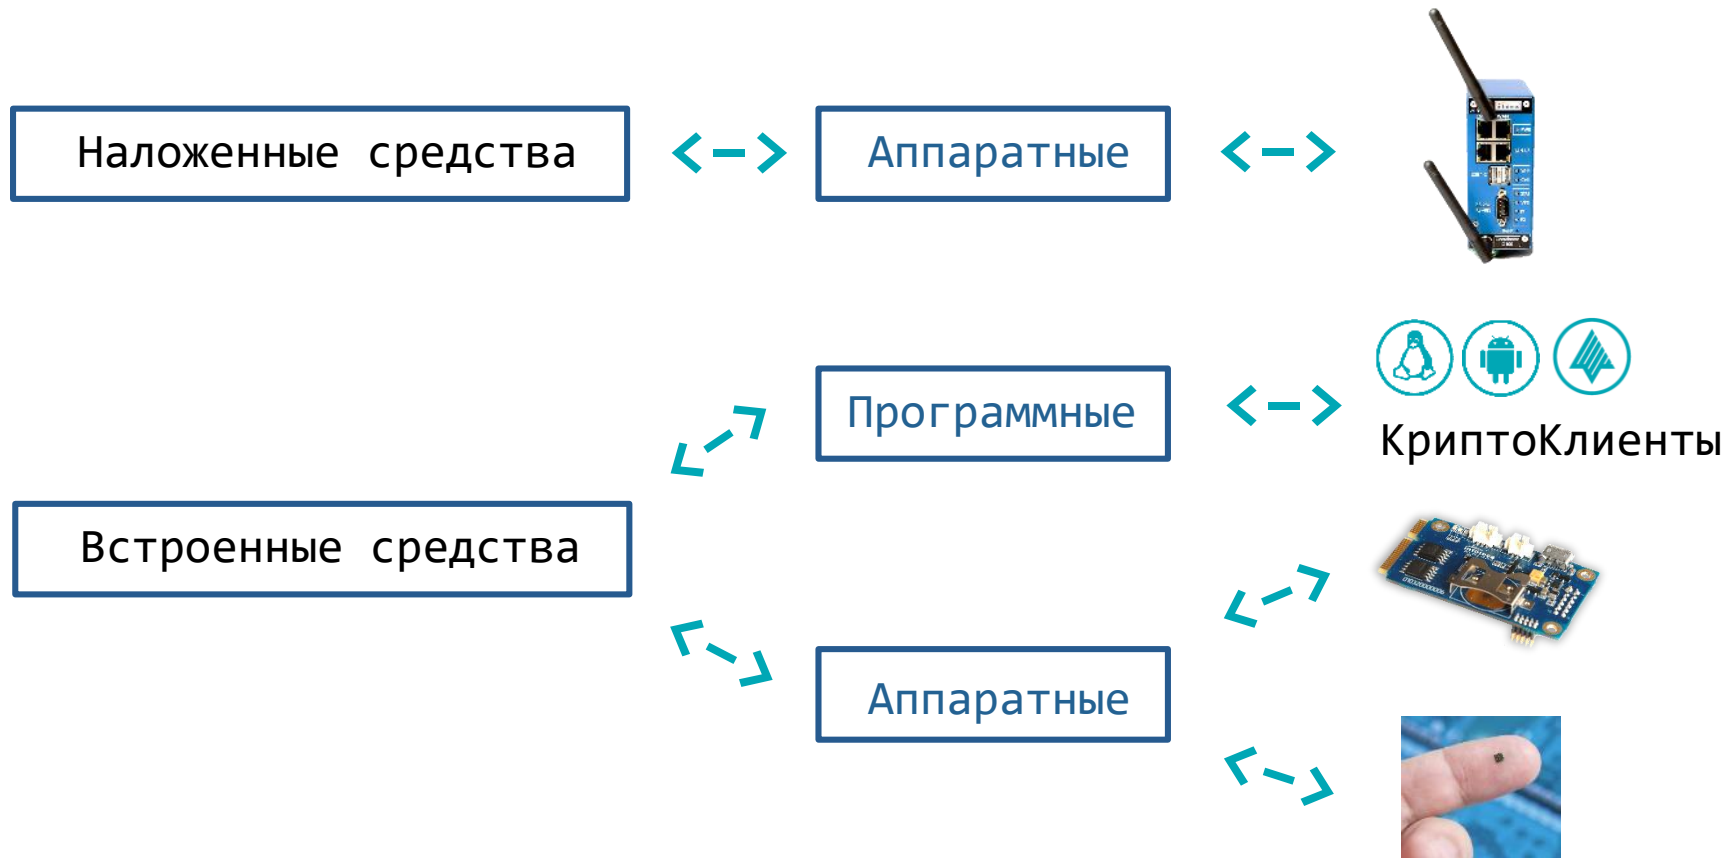 Наложенные средства
Аппаратные
Программные
КриптоКлиенты
Встроенные средства
Аппаратные